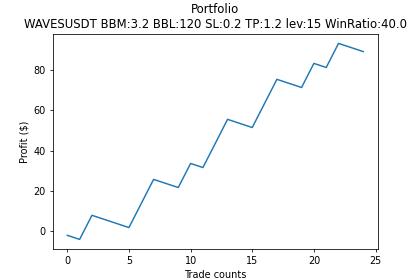 Portfolio
WAVESUSDT BBM:3.2 BBL:120 SL:0.2 TP:1.2 lev:15 WinRatio:40.0
80
60
40
20
0
Profit ($)
0 5 10 15 20 25
Trade counts